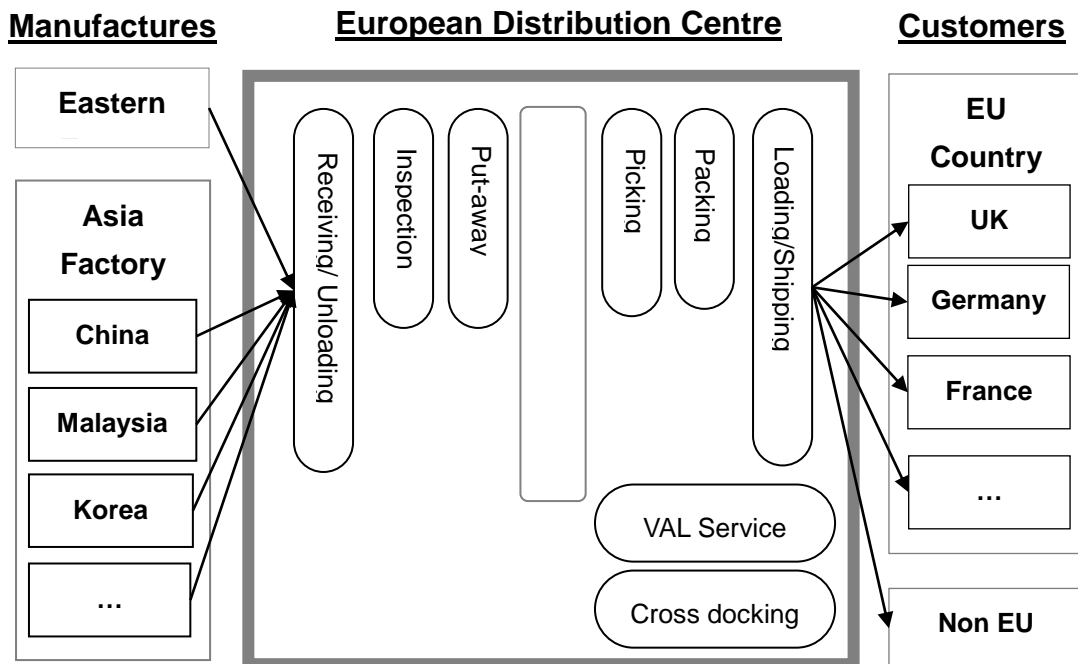 Manufactures
European Distribution Centre
Customers
Eastern
Asia
Factory
China
Malaysia
Korea
…
Receiving/ Unloading
Inspection
Put-away
Picking
Packing
Loading/Shipping
VAL Service
Cross docking
EU
Country
UK
Germany
France
…
Non EU